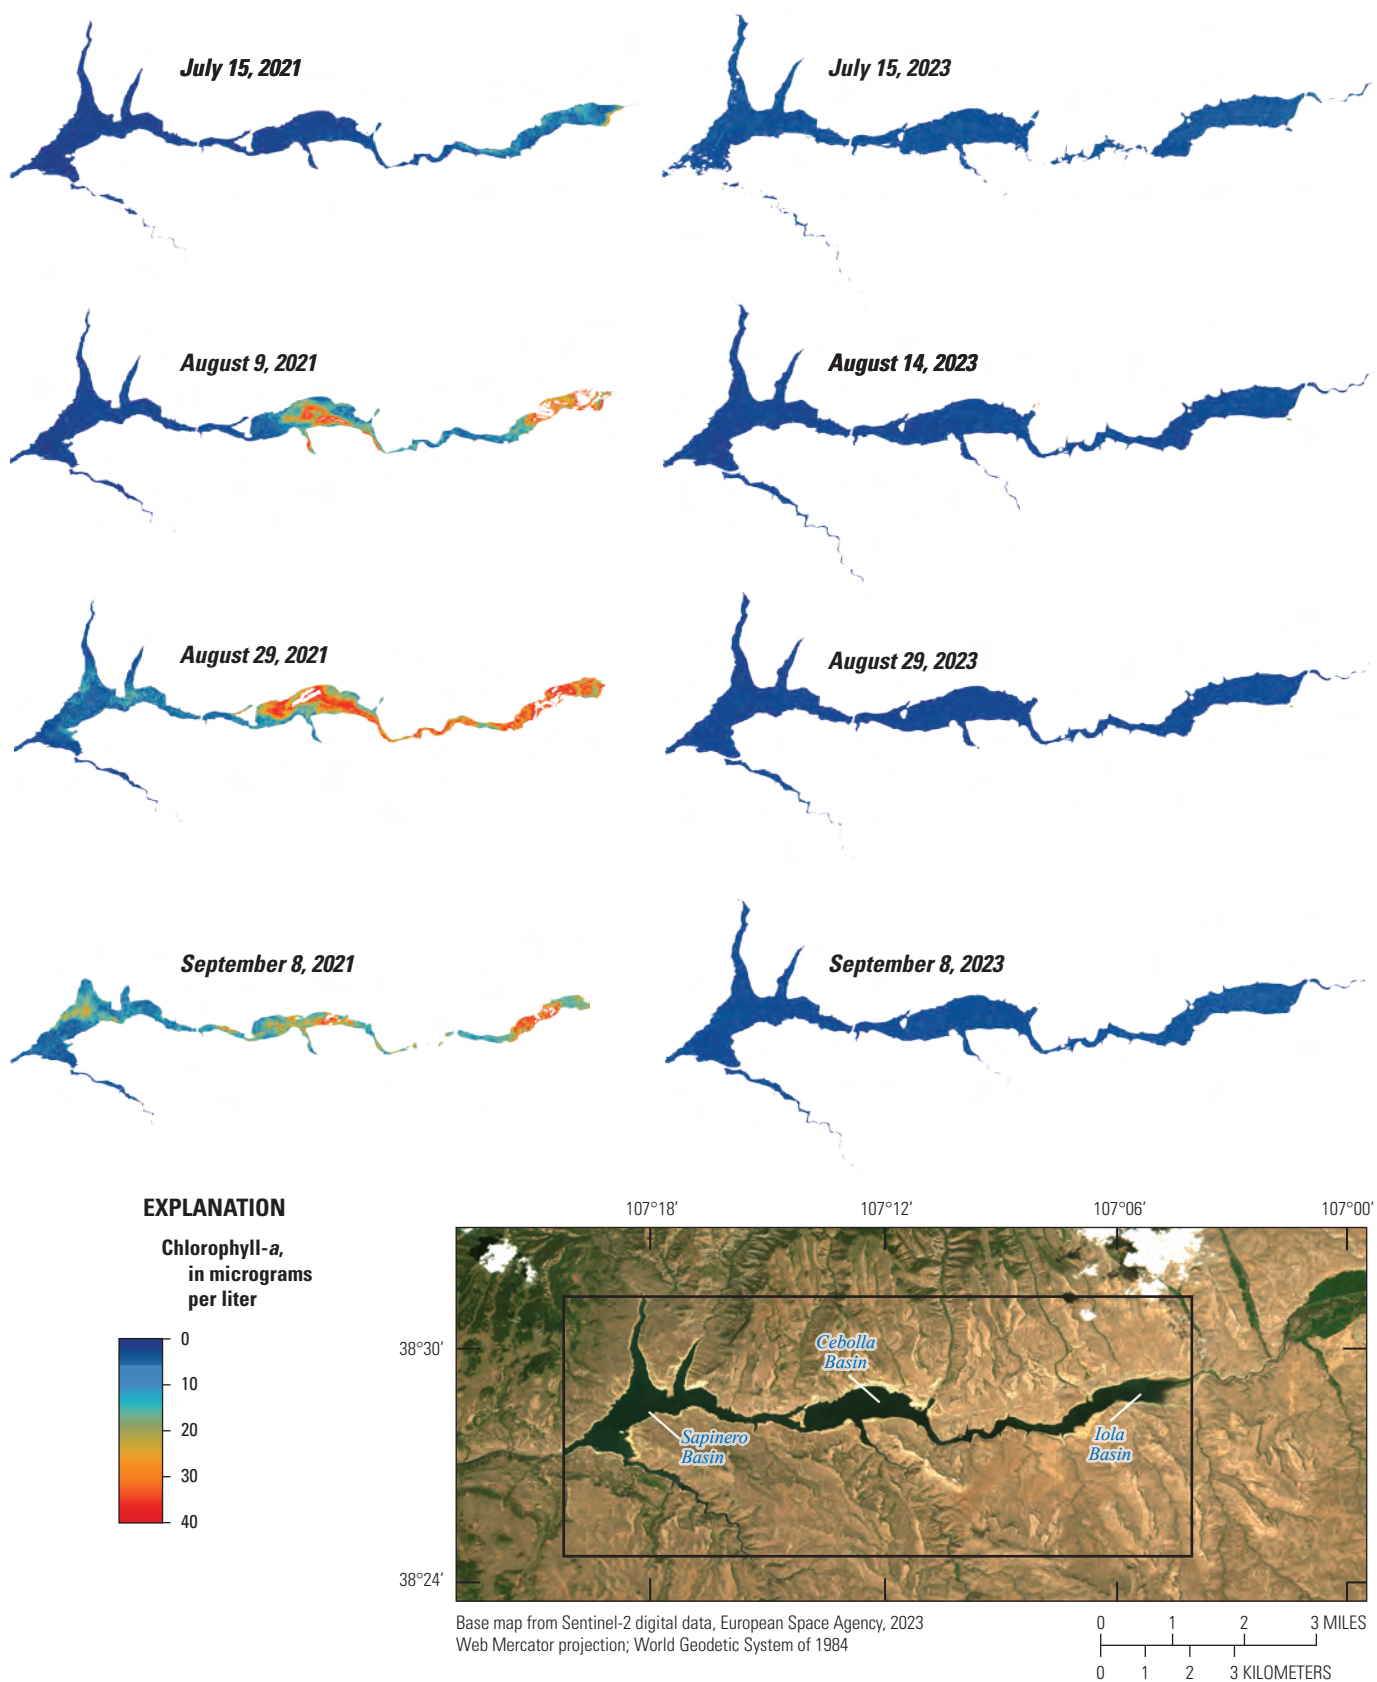 July 15, 2021
July 15, 2023
August 9, 2021
August 14, 2023
August 29, 2021
August 29, 2023
September 8, 2021
September 8, 2023
EXPLANATION
Chlorophyll-a,
in micrograms
per liter
0
10
20
30
40
107°18′
107°12′
107°06′
107°00′
38°30′
38°24′
Cebolla
Basin
Sapinero
Basin
Iola
Basin
Base map from Sentinel-2 digital data, European Space Agency, 2023
Web Mercator projection; World Geodetic System of 1984
0 1 2 3 MILES
0 1 2 3 KILOMETERS